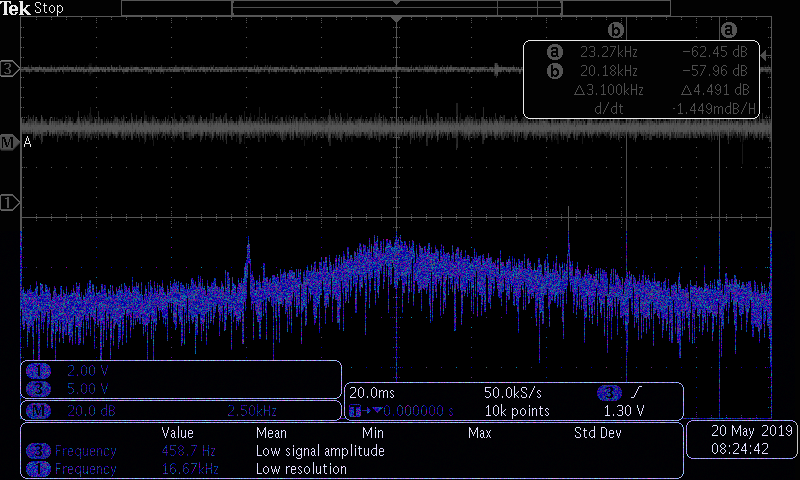 Tek Stop
b a
a 23.27kHz −62.45 dB
b 20.18kHz −57.96 dB
△3.100kHz △4.491 dB
d/dt -1.449mdB/H
3
M A
1
1 2.00 V
3 5.00 V
M 20.0 dB 2.50kHz
20.0ms 50.0kS/s 3
0.000000 s 10k points 1.30 V
Value Mean Min Max Std Dev
3 Frequency 458.7 Hz Low signal amplitude
1 Frequency 16.67kHz Low resolution
20 May 2019
08:24:42